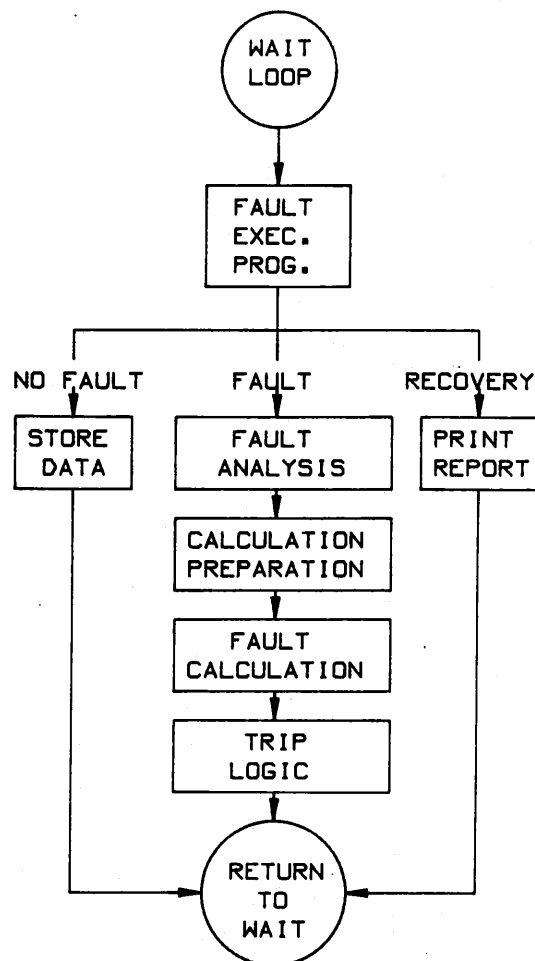 WAIT
LOOP
FAULT
EXEC.
PROG.
NO FAULT
FAULT
RECOVERY
STORE
DATA
FAULT
ANALYSIS
PRINT
REPORT
CALCULATION
PREPARATION
FAULT
CALCULATION
TRIP
LOGIC
RETURN
TO
WAIT